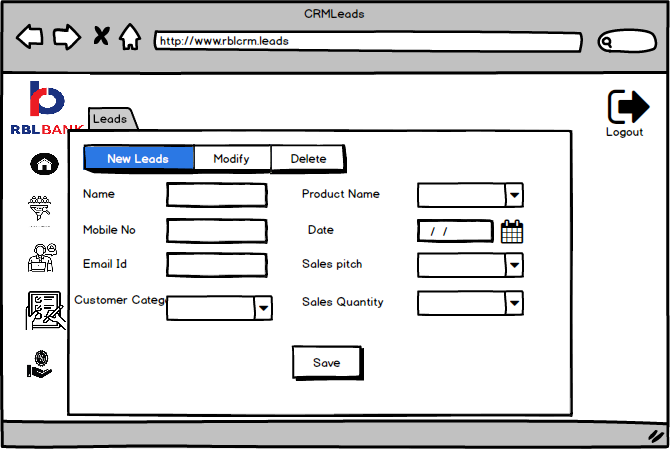 CRMLeads
http://www.rblcrm.leads
RBLBANK
Leads
Logout
New Leads Modify Delete
Name Product Name
Mobile No Date / /
Email Id Sales pitch
Customer Catego Sales Quantity
Save